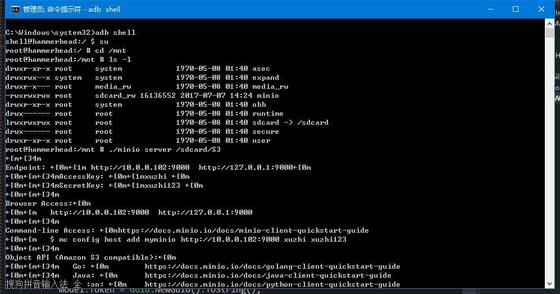 管理员: 命令提示符 - adb shell
C:\Windows\system32>adb shell
shell@hammerhead:/ $ su
root@hammerhead:/ # cd /mnt
root@hammerhead:/mnt # ls -l
drwxr-xr-x root system 1970-05-08 01:40 asec
drwxrwx--x system system 1970-05-08 01:40 expand
drwxr-x--- root media_rw 1970-05-08 01:40 media_rw
-rwxrwxrwx root sdcard_rw 16136552 2017-07-07 14:24 minio
drwxr-xr-x root system 1970-05-08 01:40 obb
drwx------ root root 1970-05-08 01:40 runtime
lrwxrwxrwx root root 1970-05-08 01:40 sdcard -> /sdcard
drwx------ root root 1970-05-08 01:40 secure
drwxr-xr-x root root 1970-05-08 01:40 user
root@hammerhead:/mnt # ./minio server /sdcard/S3
←[m←[34m
Endpoint: ←[0m←[1m http://10.0.0.102:9000 http://127.0.0.1:9000←[0m
←[0m←[m←[34mAccessKey: ←[0m←[1mxuzhi ←[0m
←[0m←[m←[34mSecretKey: ←[0m←[1mxuzhi123 ←[0m
←[0m←[m←[34m
Browser Access:←[0m
←[0m←[m http://10.0.0.102:9000 http://127.0.0.1:9000
←[0m←[m←[34m
Command-line Access: ←[0mhttps://docs.minio.io/docs/minio-client-quickstart-guide
←[0m←[m $ mc config host add myminio http://10.0.0.102:9000 xuzhi xuzhi123
←[0m←[m←[34m
Object API (Amazon S3 compatible):←[0m
←[0m←[m←[34m Go: ←[0m https://docs.minio.io/docs/golang-client-quickstart-guide
←[0m←[m←[34m Java: ←[0m https://docs.minio.io/docs/java-client-quickstart-guide
搜狗拼音输入法 全 on: ←[0m https://docs.minio.io/docs/python-client-quickstart-guide
model.Token = Guid.NewGuid().ToString();